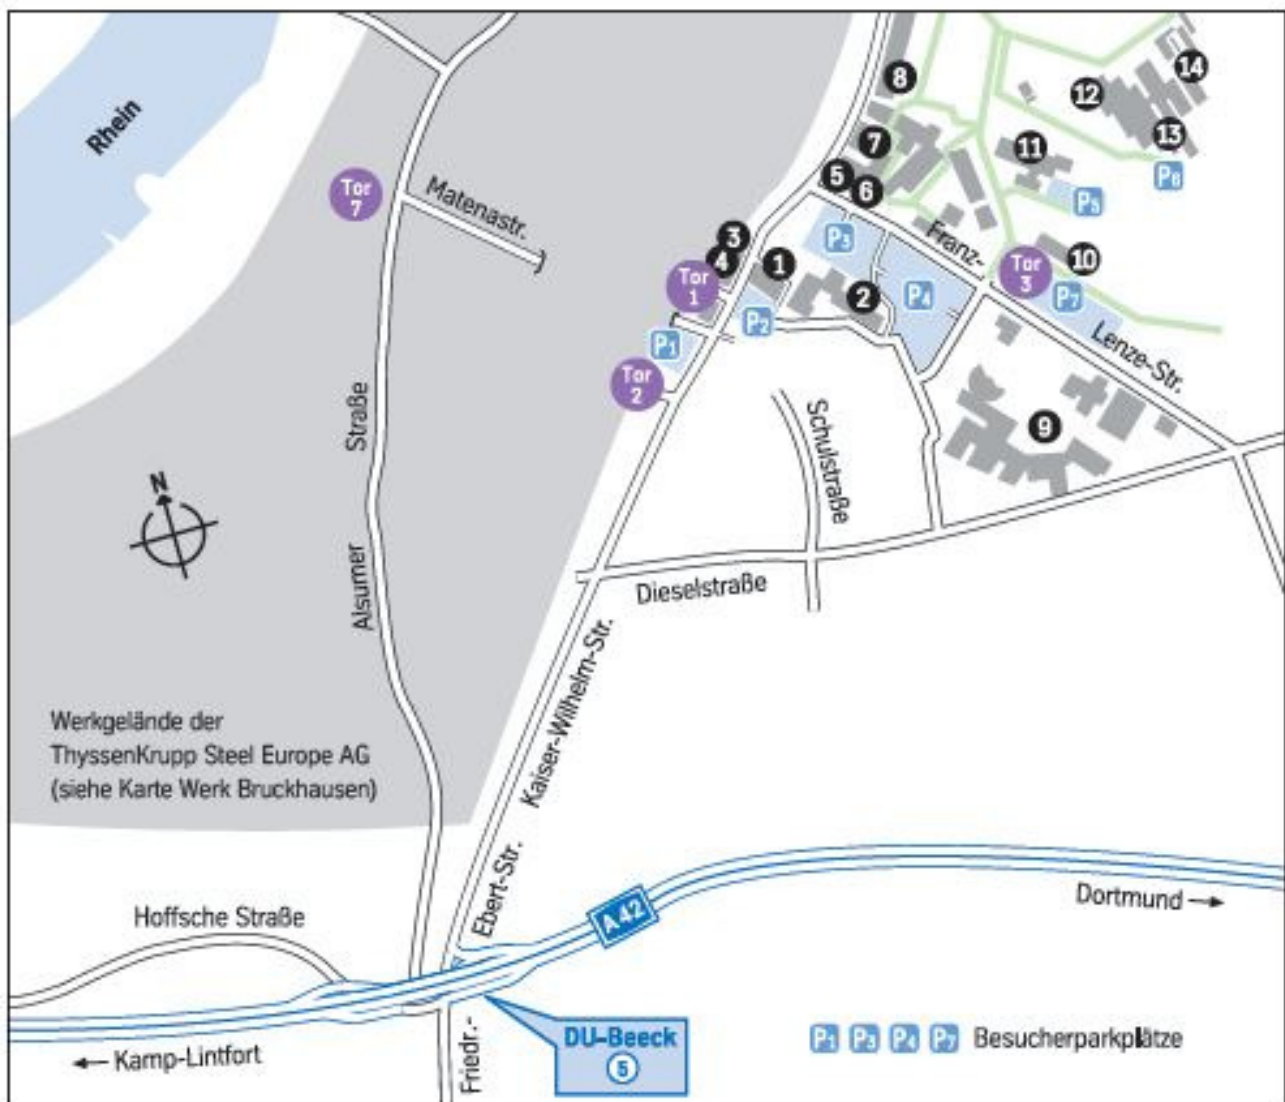 Rhein
Tor
7
Matenastr.
8
7
5
6
12
14
13
11
P6
P5
3
4
Tor
1
1
P3
Franz-
10
Tor
3
2
P4
P7
P2
P1
Lenze-Str.
Tor
2
Straße
Schulstraße
9
N
Alsumer
Dieselstraße
Kaiser-Wilhelm-Str.
Werkgelände der
ThyssenKrupp Steel Europe AG
(siehe Karte Werk Bruckhausen)
Ebert-Str.
A 42
Dortmund →
Hoffsche Straße
← Kamp-Lintfort
Friedr.-
DU-Beeck
5
P1 P3 P4 P7 Besucherparkplätze